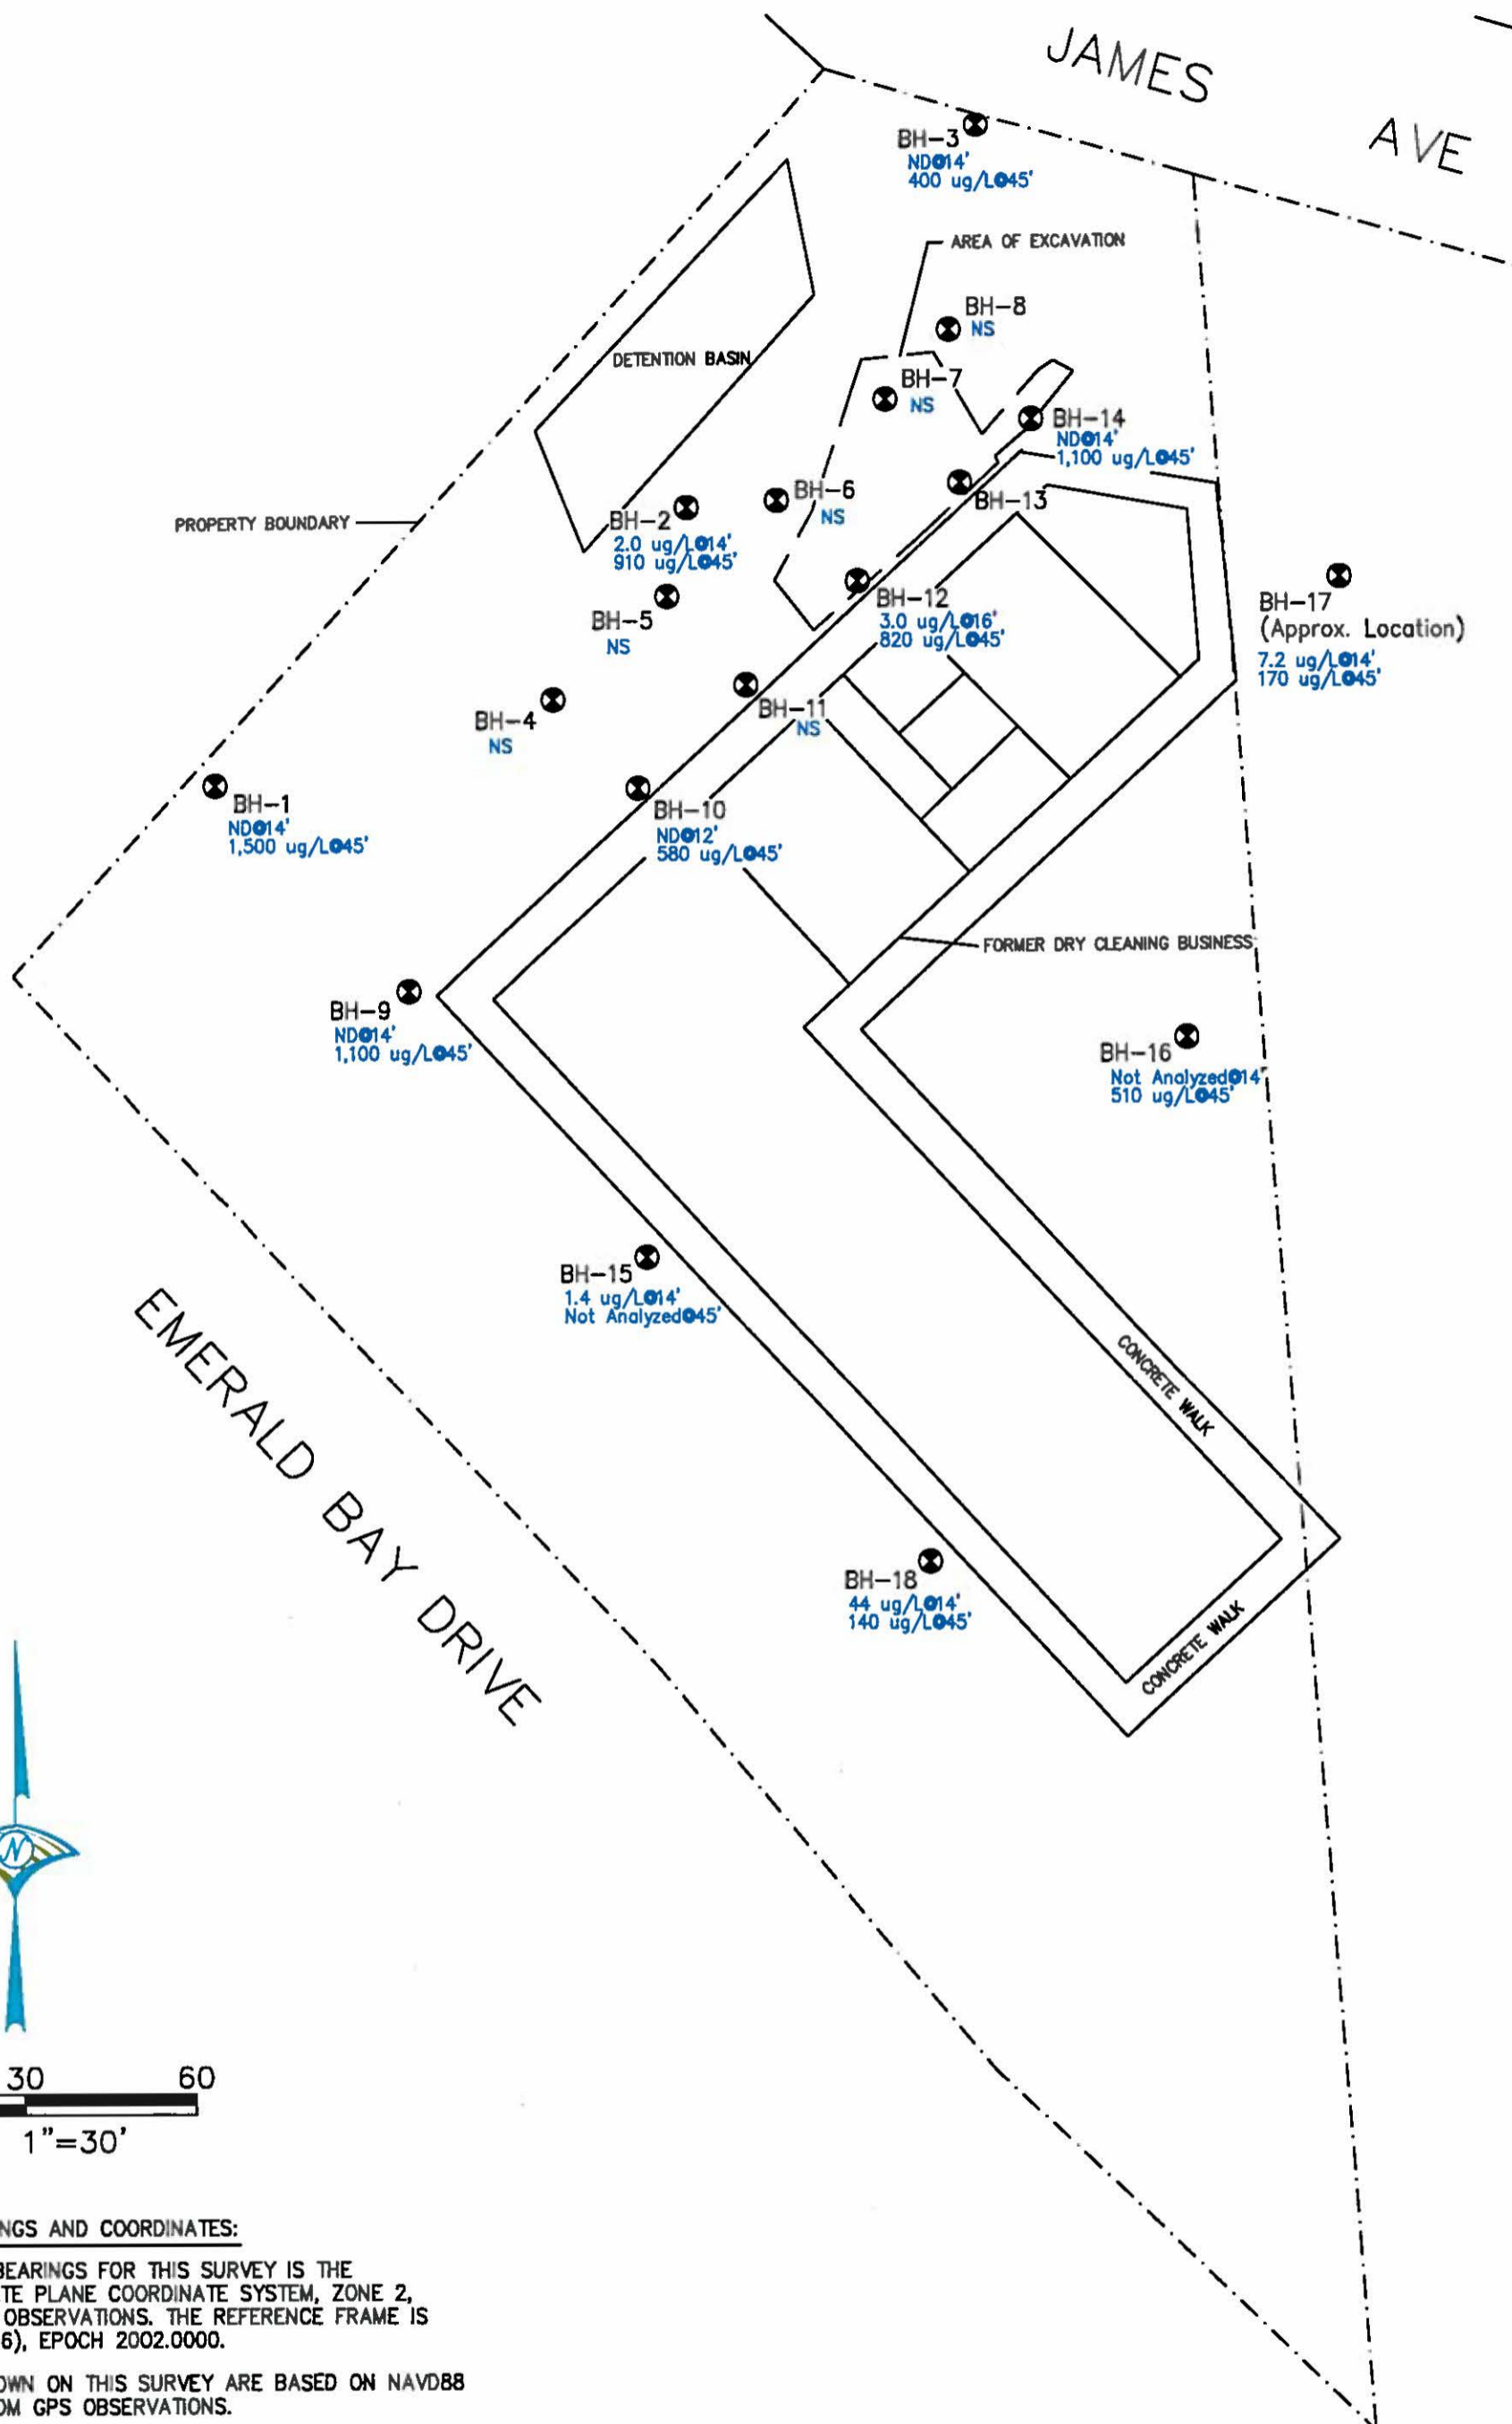 JAMES
AVE
BH-3
ND@14'
400 ug/L@45'
AREA OF EXCAVATION
BH-8
NS
DETENTION BASIN
BH-7
NS
BH-14
ND@14'
1,100 ug/L@45'
BH-6
NS
BH-13
PROPERTY BOUNDARY
BH-2
2.0 ug/L@14'
910 ug/L@45'
BH-12
3.0 ug/L@16'
820 ug/L@45'
BH-17
(Approx. Location)
7.2 ug/L@14'
170 ug/L@45'
BH-5
NS
BH-11
NS
BH-4
NS
BH-1
ND@14'
1,500 ug/L@45'
BH-10
ND@12'
580 ug/L@45'
FORMER DRY CLEANING BUSINESS
BH-9
ND@14'
1,100 ug/L@45'
BH-16
Not Analyzed@14'
510 ug/L@45'
BH-15
1.4 ug/L@14'
Not Analyzed@45'
EMERALD BAY DRIVE
CONCRETE WALK
BH-18
44 ug/L@14'
140 ug/L@45'
CONCRETE WALK
N
30 60
1"=30'
NGS AND COORDINATES:
BEARINGS FOR THIS SURVEY IS THE
TE PLANE COORDINATE SYSTEM, ZONE 2,
OBSERVATIONS. THE REFERENCE FRAME IS
6), EPOCH 2002.0000.
OWN ON THIS SURVEY ARE BASED ON NAVD88
OM GPS OBSERVATIONS.